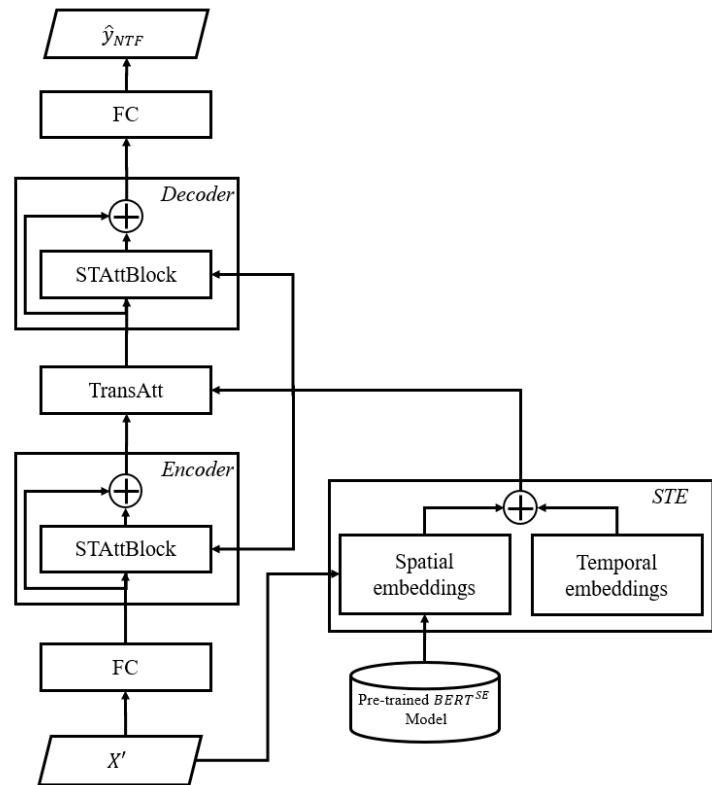 ŷ_NTF
FC
Decoder
STAttBlock
TransAtt
Encoder
STAttBlock
STE
Spatial
embeddings
Temporal
embeddings
FC
Pre-trained BERT^SE
Model
X′